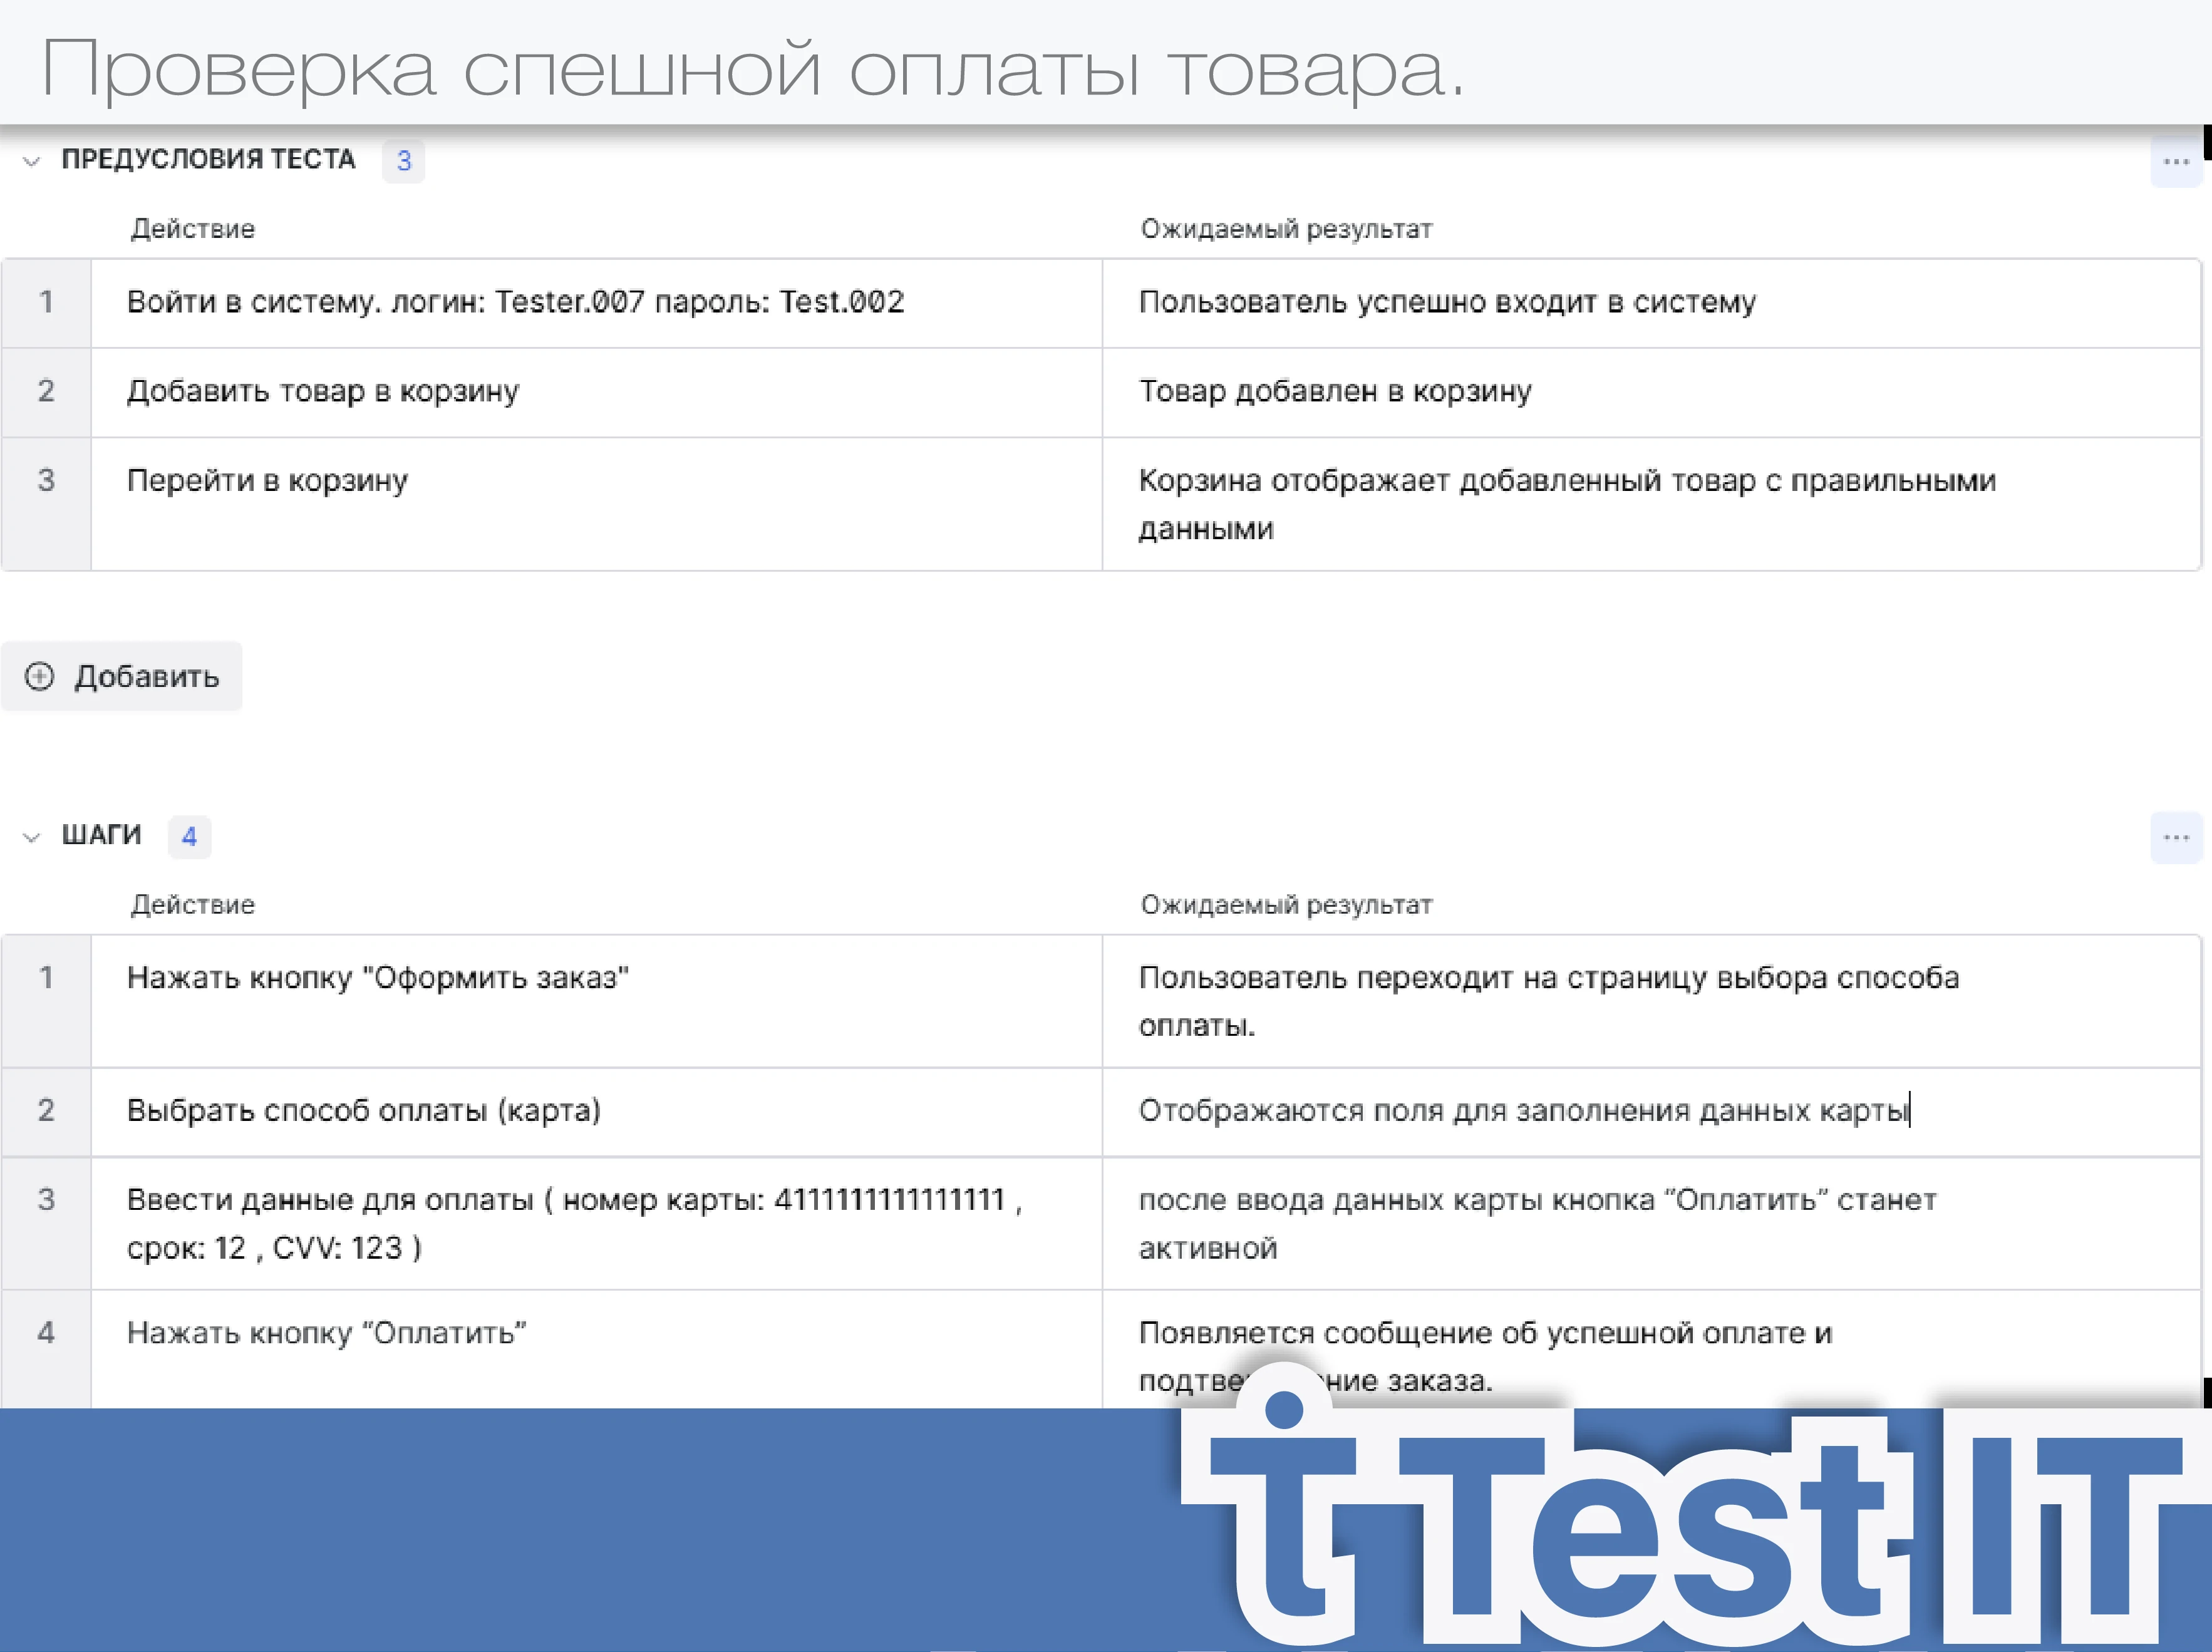 Проверка спешной оплаты товара.
ПРЕДУСЛОВИЯ ТЕСТА 3
Действие Ожидаемый результат
1 Войти в систему. логин: Tester.007 пароль: Test.002 Пользователь успешно входит в систему
2 Добавить товар в корзину Товар добавлен в корзину
3 Перейти в корзину Корзина отображает добавленный товар с правильными
данными
Добавить
ШАГИ 4
Действие Ожидаемый результат
1 Нажать кнопку "Оформить заказ" Пользователь переходит на страницу выбора способа
оплаты.
2 Выбрать способ оплаты (карта) Отображаются поля для заполнения данных карты
3 Ввести данные для оплаты ( номер карты: 4111111111111111 , после ввода данных карты кнопка “Оплатить” станет
срок: 12 , CVV: 123 ) активной
4 Нажать кнопку “Оплатить” Появляется сообщение об успешной оплате и
заказа.
Test IT